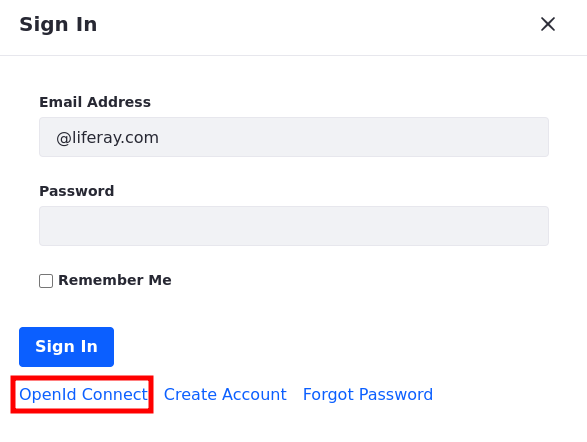 Sign In
Email Address
@liferay.com
Password
Remember Me
Sign In
OpenId Connect Create Account Forgot Password